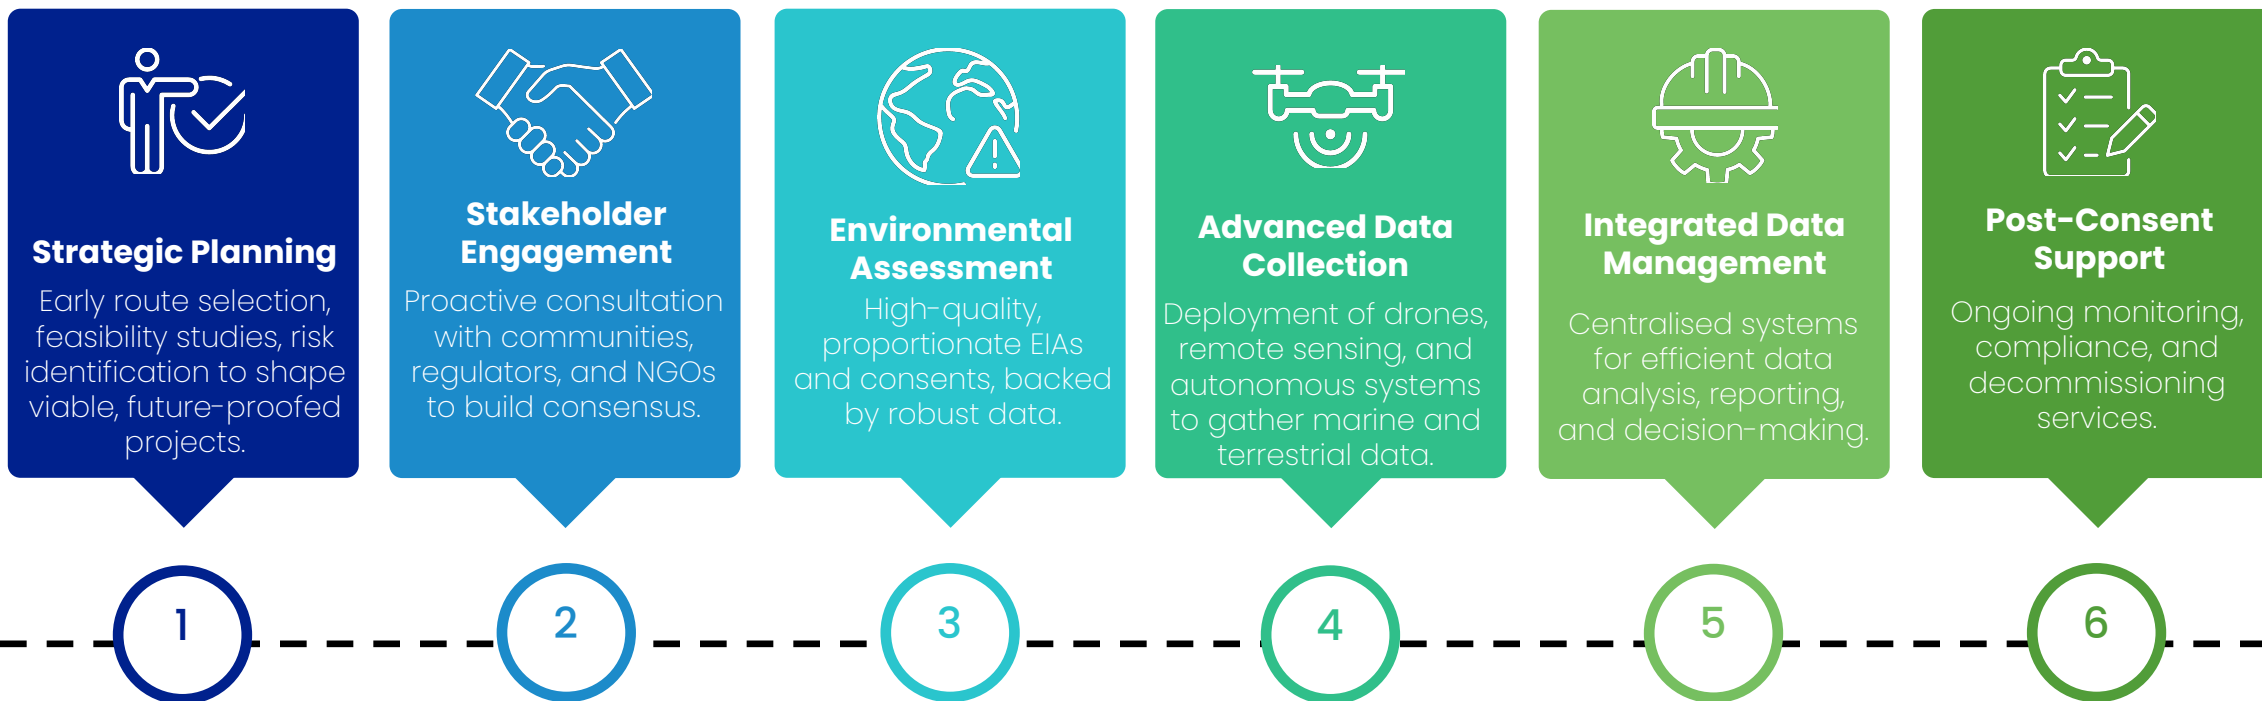 Strategic Planning
Early route selection,
feasibility studies, risk
identification to shape
viable, future-proofed
projects.
1
Stakeholder
Engagement
Proactive consultation
with communities,
regulators, and NGOs
to build consensus.
2
Environmental
Assessment
High-quality,
proportionate EIAs
and consents, backed
by robust data.
3
Advanced Data
Collection
Deployment of drones,
remote sensing, and
autonomous systems
to gather marine and
terrestrial data.
4
Integrated Data
Management
Centralised systems
for efficient data
analysis, reporting,
and decision-making.
5
Post-Consent
Support
Ongoing monitoring,
compliance, and
decommissioning
services.
6